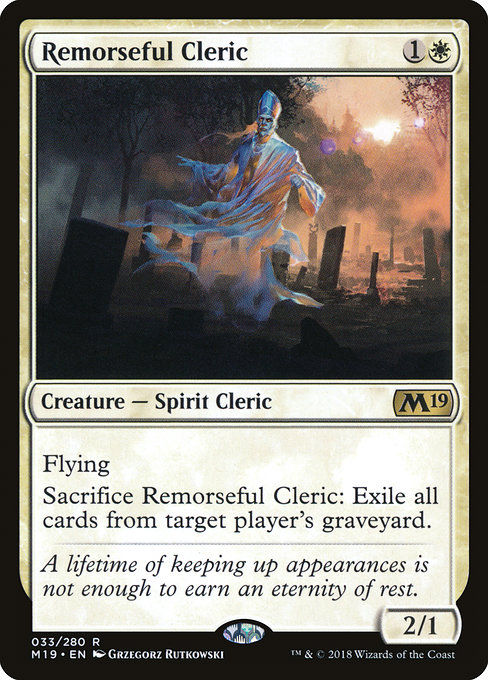 Remorseful Cleric 1
Creature — Spirit Cleric M19
Flying
Sacrifice Remorseful Cleric: Exile all
cards from target player's graveyard.
A lifetime of keeping up appearances is
not enough to earn an eternity of rest.
2/1
033/280 R
M19 • EN Grzegorz Rutkowski ™ & © 2018 Wizards of the Coast